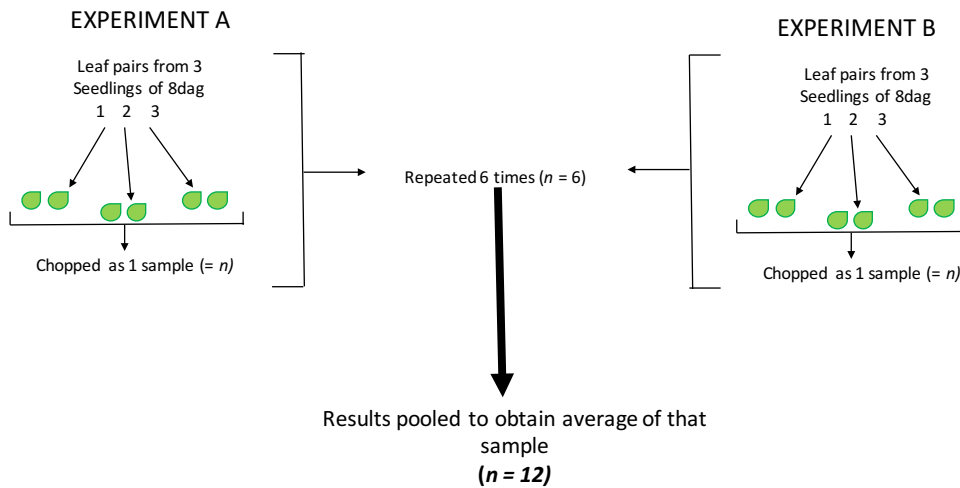 EXPERIMENT A
Leaf pairs from 3
Seedlings of 8dag
1 2 3
Chopped as 1 sample (= n)
Repeated 6 times (n = 6)
EXPERIMENT B
Leaf pairs from 3
Seedlings of 8dag
1 2 3
Chopped as 1 sample (= n)
Results pooled to obtain average of that
sample
(n = 12)